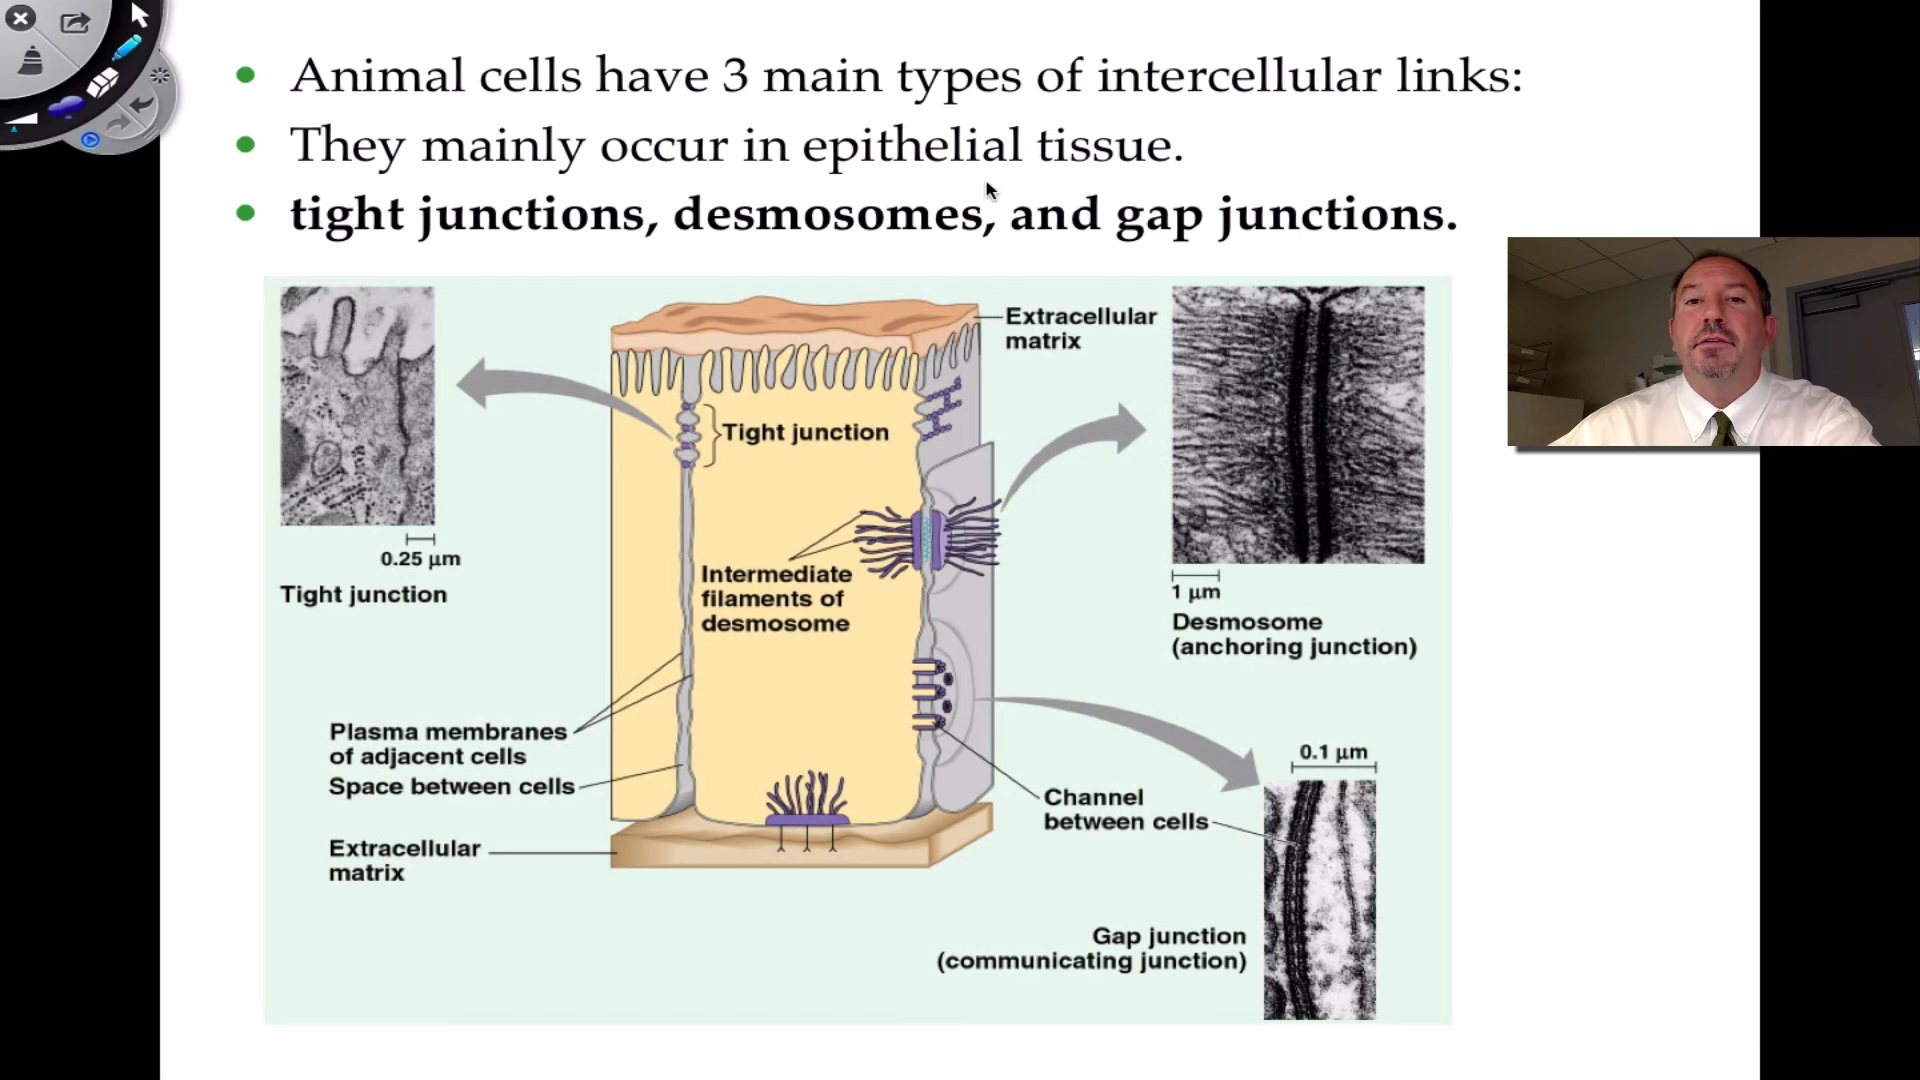 Animal cells have 3 main types of intercellular links:
They mainly occur in epithelial tissue.
tight junctions, desmosomes, and gap junctions.
Extracellular
matrix
Tight junction
0.25 µm
Tight junction
Intermediate
filaments of
desmosome
1 µm
Desmosome
(anchoring junction)
Plasma membranes
of adjacent cells
Space between cells
Extracellular
matrix
0.1 µm
Channel
between cells
Gap junction
(communicating junction)